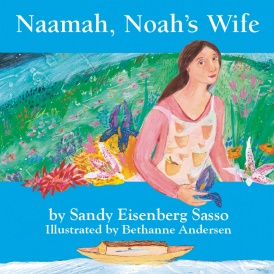 Naamah, Noah's Wife
by Sandy Eisenberg Sasso
Illustrated by Bethanne Andersen